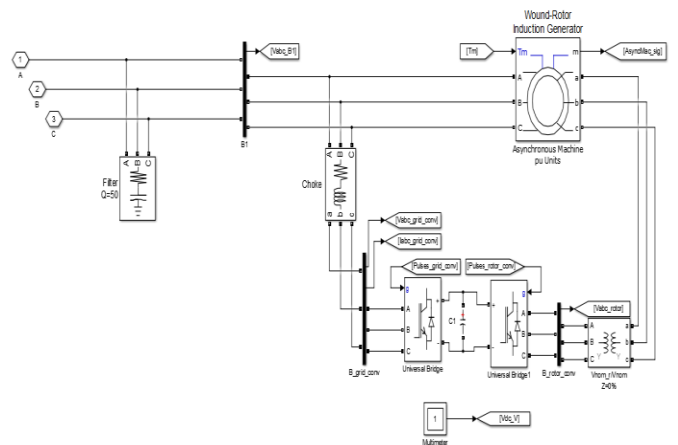 Wound-Rotor
Induction Generator
[Vabc_B1]
[Tm]
Tm
m
[AsynMaq_sig]
1
A
2
B
3
C
A
B
C
a
b
c
B1
Asynchronous Machine
pu Units
A B C
Filter
Q=50
A B C
Choke
a b c
[Vabc_grid_conv]
[Iabc_grid_conv]
[Pulses_grid_conv]
[Pulses_rotor_conv]
g
A
B
C
+
-
C1
g
+
-
A
B
C
[Vabc_rotor]
A
B
C
a
b
c
Y
Y
B_grid_conv
Universal Bridge
Universal Bridge1
B_rotor_conv
Vnom_r/Vnom
Z=0%
1
[Vdc_V]
Multimeter